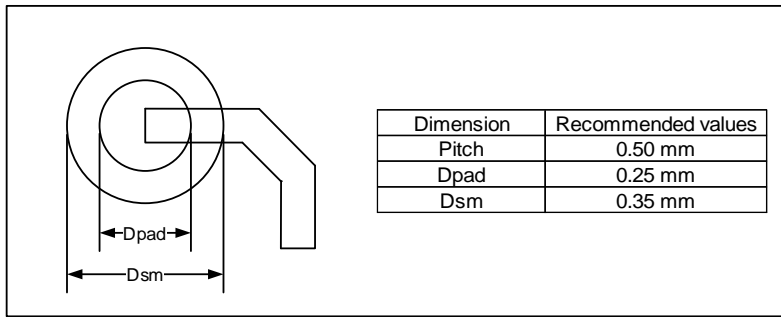 Dpad
Dsm
Dimension Recommended values
Pitch 0.50 mm
Dpad 0.25 mm
Dsm 0.35 mm